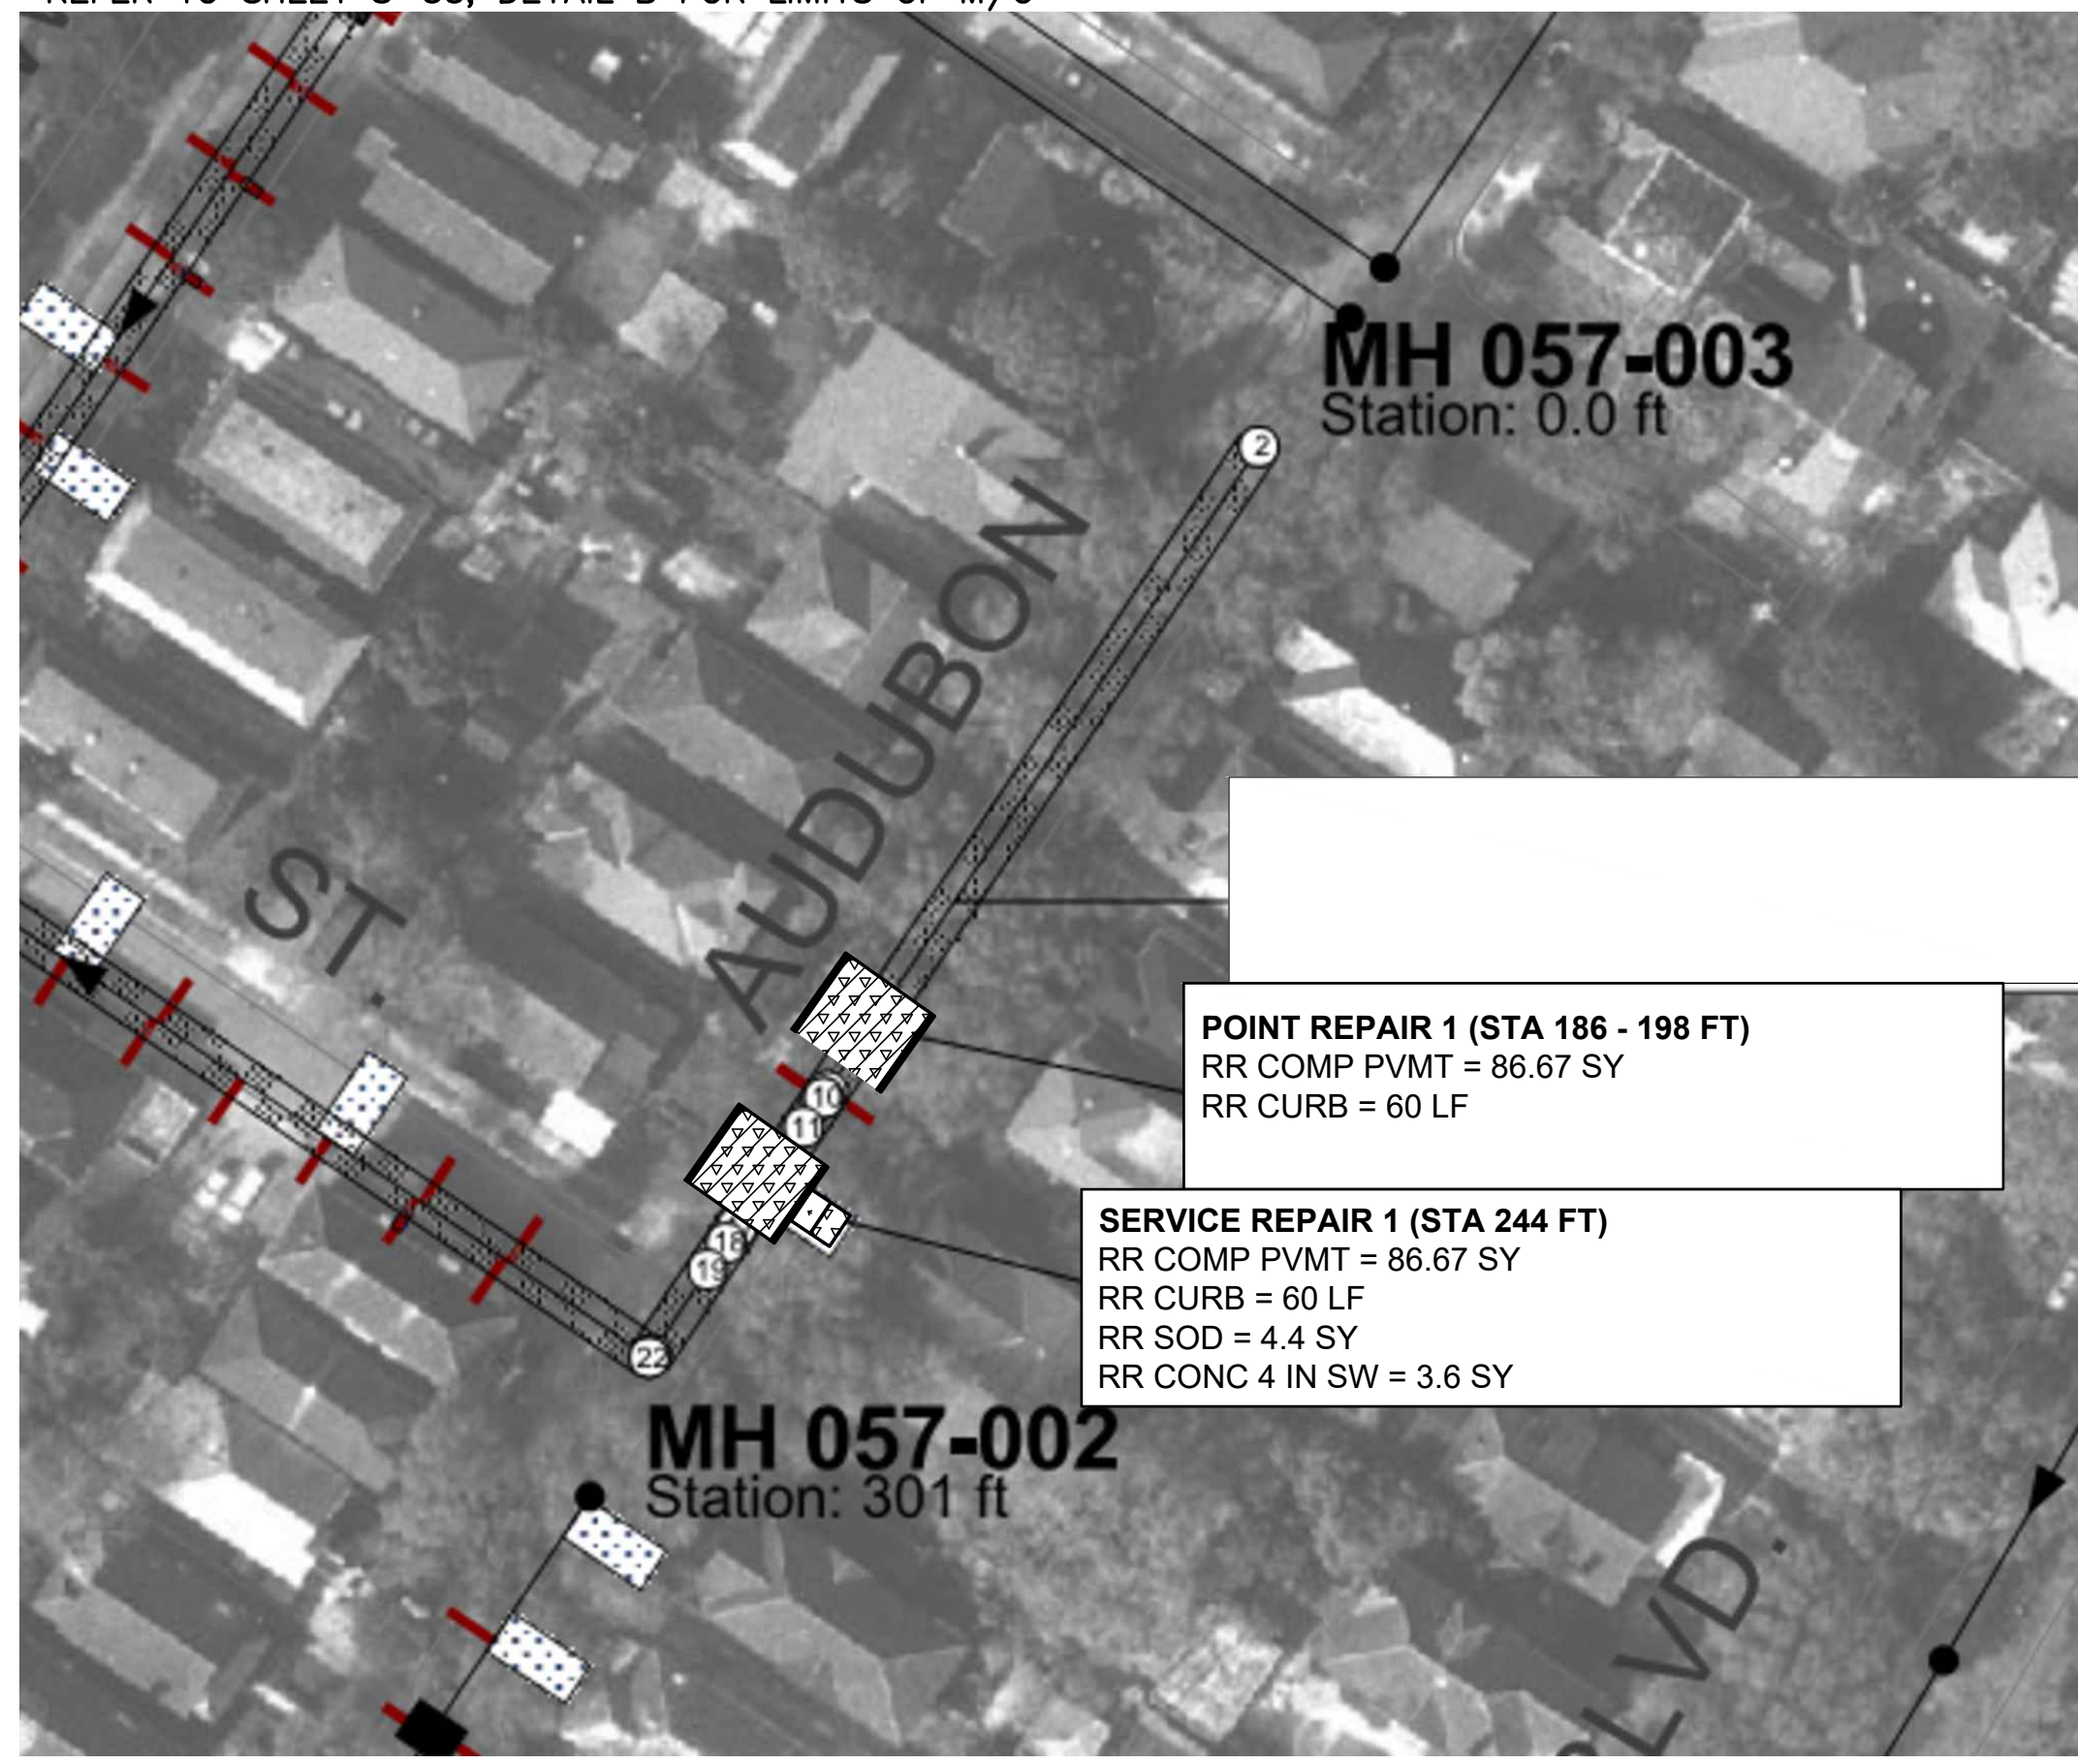 MH 057-003
Station: 0.0 ft
2
AUDUBON
ST.
POINT REPAIR 1 (STA 186 - 198 FT)
RR COMP PVMT = 86.67 SY
RR CURB = 60 LF
10
11
SERVICE REPAIR 1 (STA 244 FT)
RR COMP PVMT = 86.67 SY
RR CURB = 60 LF
RR SOD = 4.4 SY
RR CONC 4 IN SW = 3.6 SY
18
19
22
MH 057-002
Station: 301 ft
LVD.